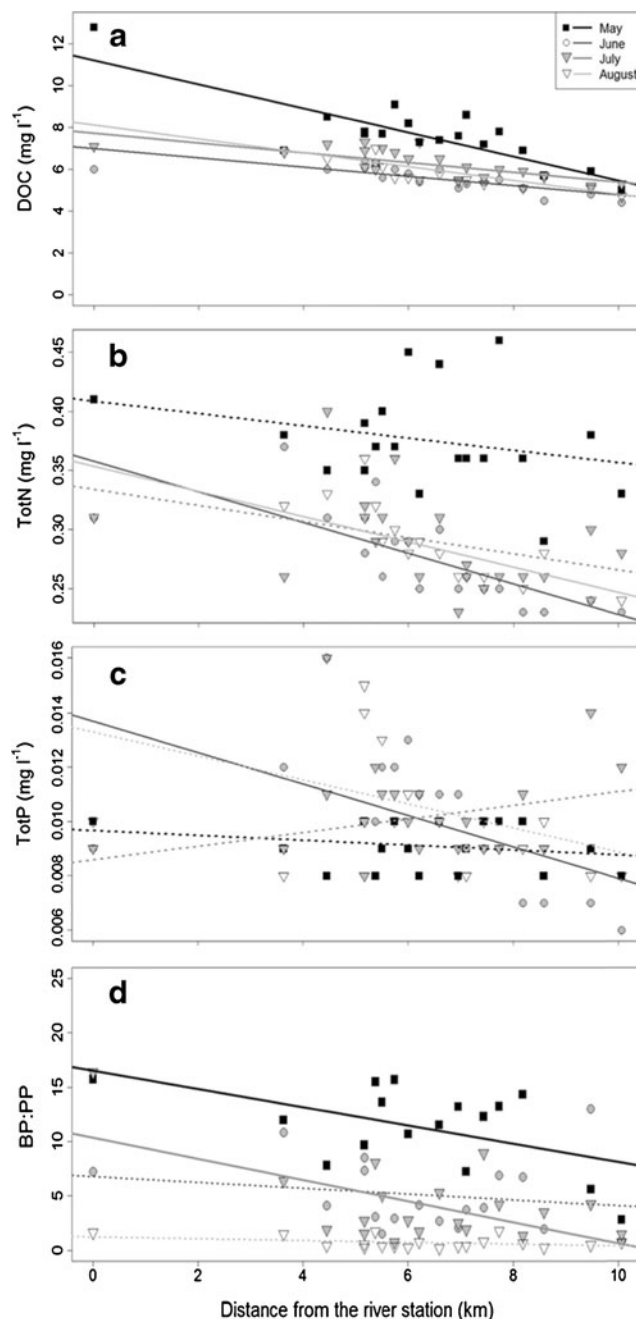 a
May
June
July
August
DOC (mg l⁻¹)
12
10
8
6
4
2
0
b
TotN (mg l⁻¹)
0.45
0.40
0.35
0.30
0.25
c
TotP (mg l⁻¹)
0.016
0.014
0.012
0.010
0.008
0.006
d
BP:PP
25
20
15
10
5
0
0
2
4
6
8
10
Distance from the river station (km)